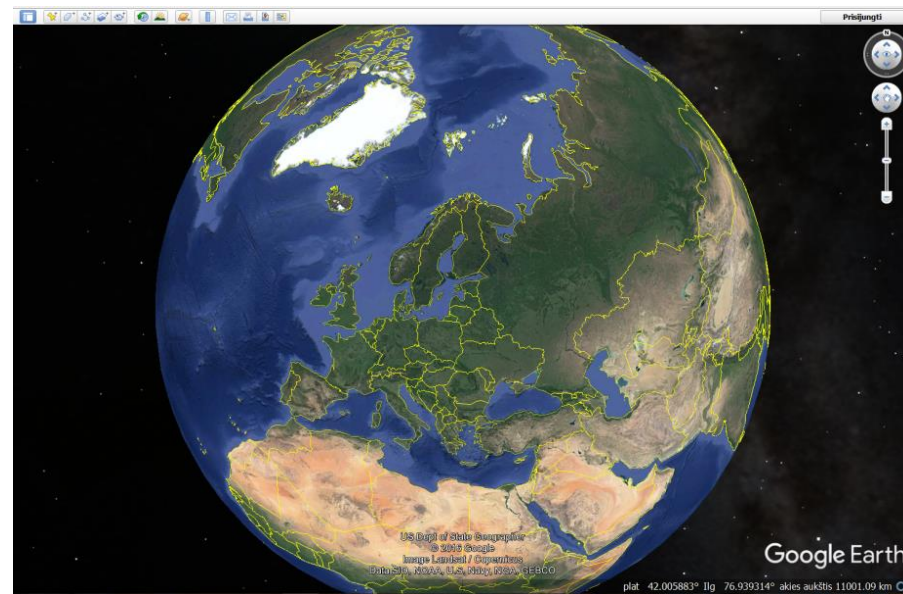 Prisijungti
N
US Dept of State Geographer
© 2016 Google
Image Landsat / Copernicus
Data SIO, NOAA, U.S. Navy, NGA, GEBCO
Google Earth
plat 42.005883° Ilg 76.939314° akies aukštis 11001.09 km